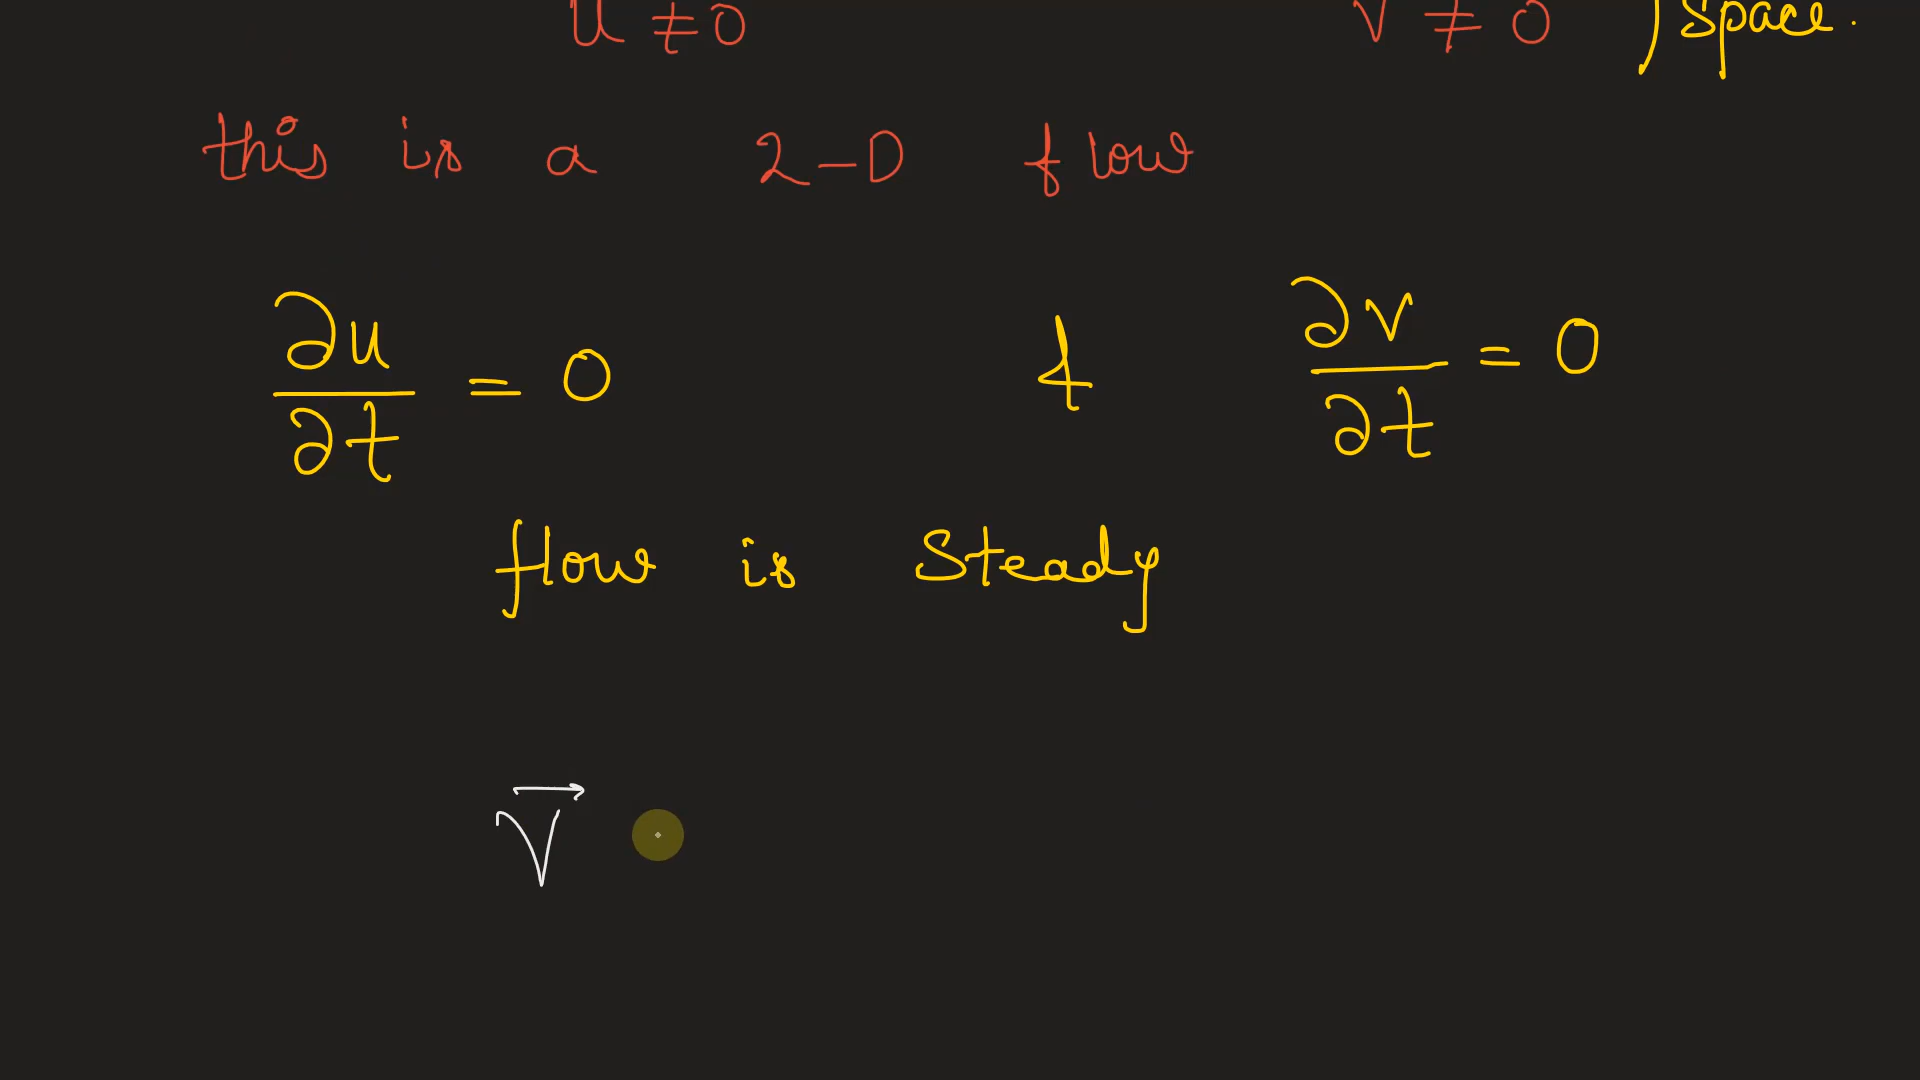 u ≠ 0 v ≠ 0 ) space.
this is a 2-D flow
∂u/∂t = 0 & ∂v/∂t = 0
flow is Steady
V⃗